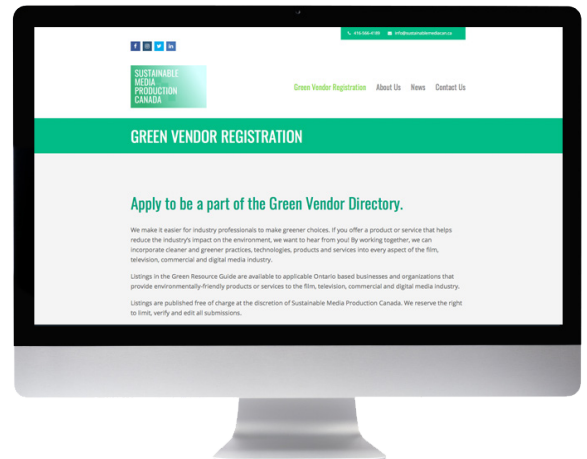 416-566-4189 info@sustainablemediacan.ca
SUSTAINABLE
MEDIA
PRODUCTION
CANADA
Green Vendor Registration About Us News Contact Us
GREEN VENDOR REGISTRATION
Apply to be a part of the Green Vendor Directory.
We make it easier for industry professionals to make greener choices. If you offer a product or service that helps
reduce the industry's impact on the environment, we want to hear from you! By working together, we can
incorporate cleaner and greener practices, technologies, products and services into every aspect of the film,
television, commercial and digital media industry.
Listings in the Green Resource Guide are available to applicable Ontario based businesses and organizations that
provide environmentally-friendly products or services to the film, television, commercial and digital media industry.
Listings are published free of charge at the discretion of Sustainable Media Production Canada. We reserve the right
to limit, verify and edit all submissions.